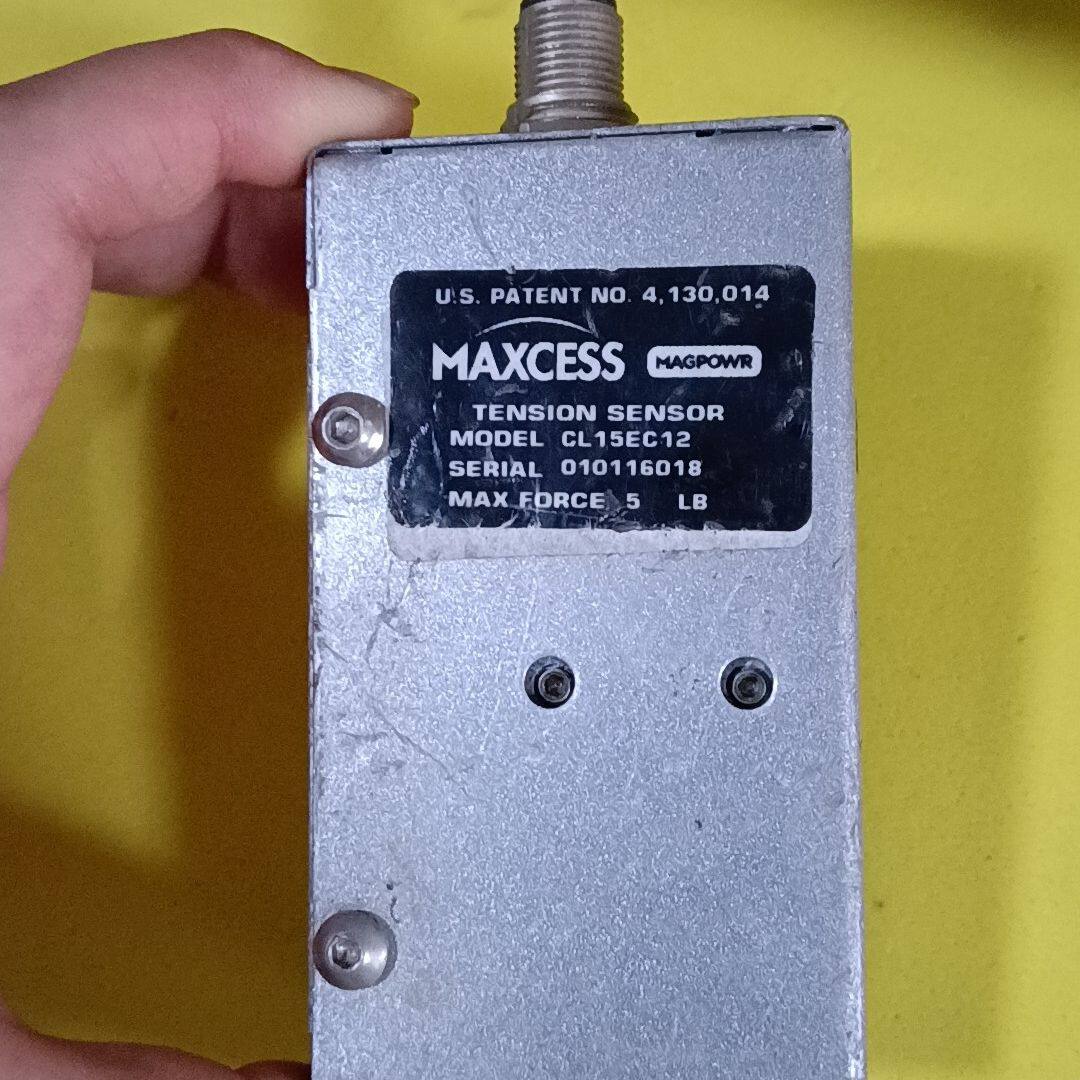 U.S. PATENT NO. 4,130,014
MAXCESS MAGPOWR
TENSION SENSOR
MODEL CL15EC12
SERIAL 010116018
MAX FORCE 5 LB